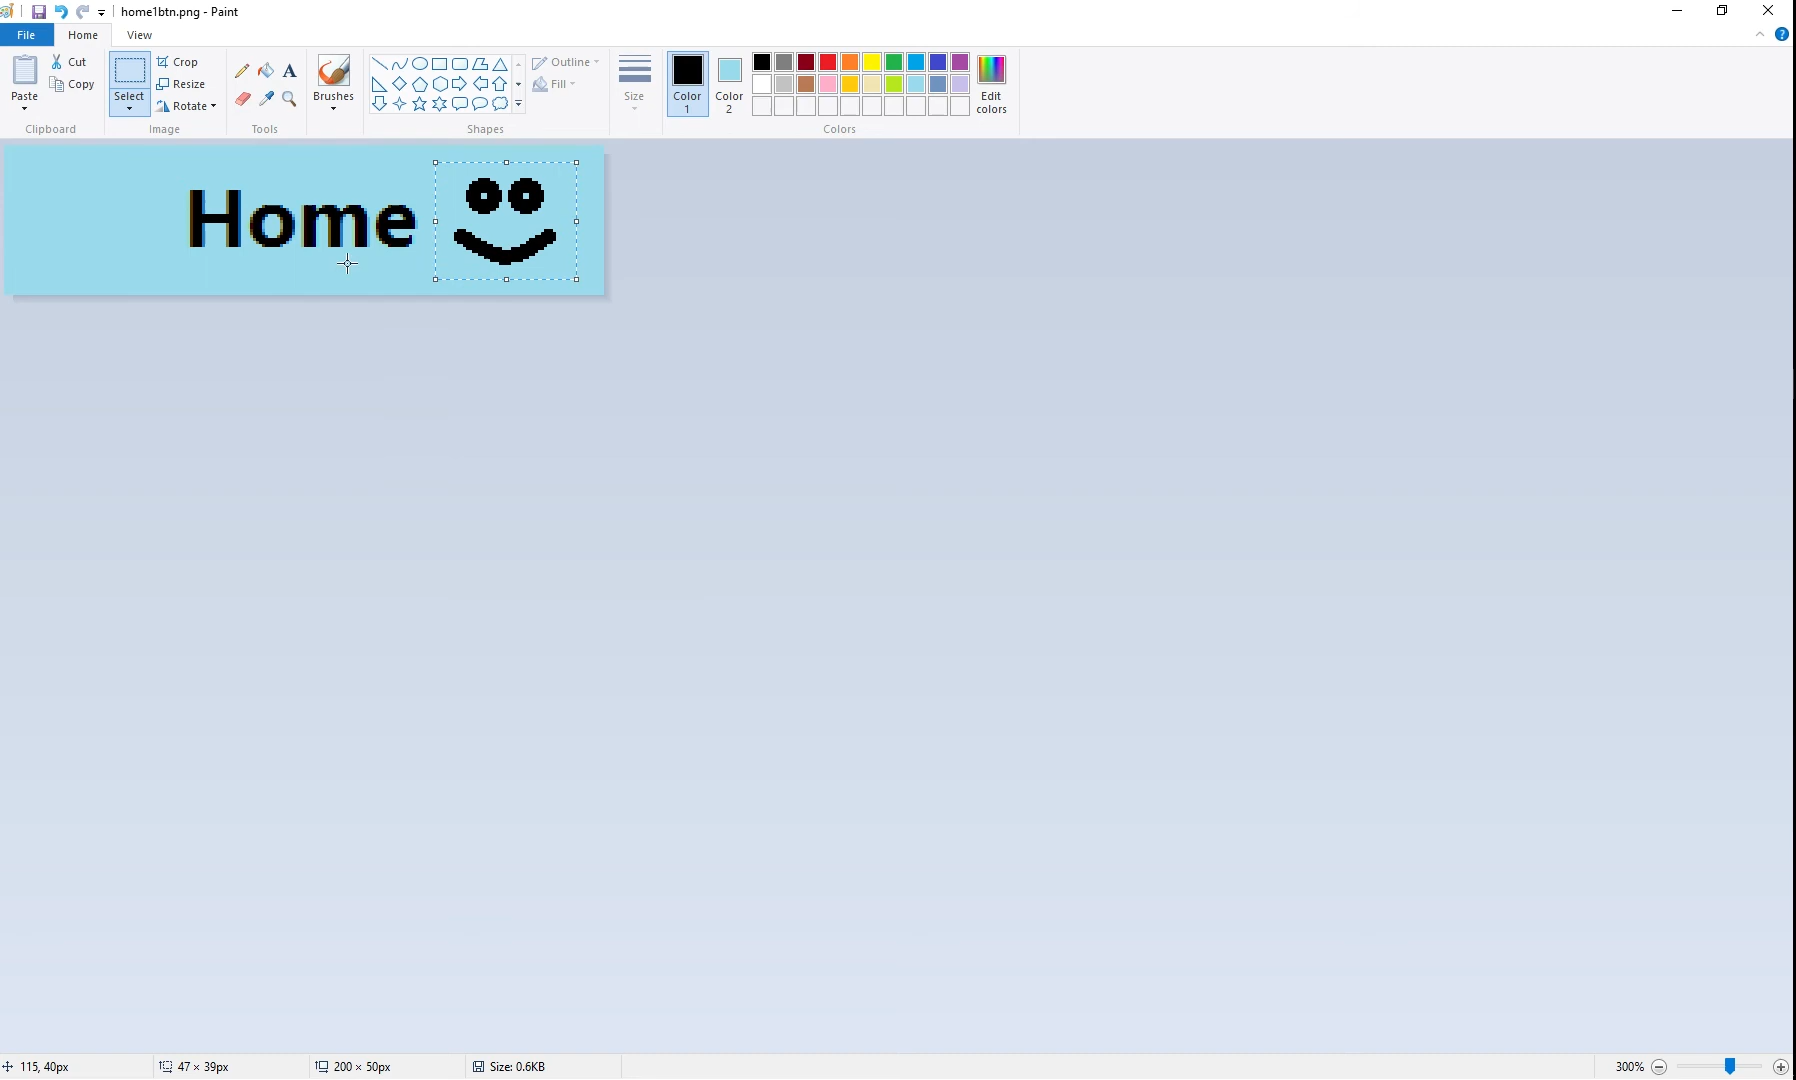 home1btn.png - Paint
File Home View
Paste
Cut
Copy
Clipboard
Select
Crop
Resize
Rotate
Image
A
Tools
Brushes
Outline
Fill
Shapes
Size
Color 1
Color 2
Edit colors
Colors
Home
115, 40px
47 × 39px
200 × 50px
Size: 0.6KB
300%